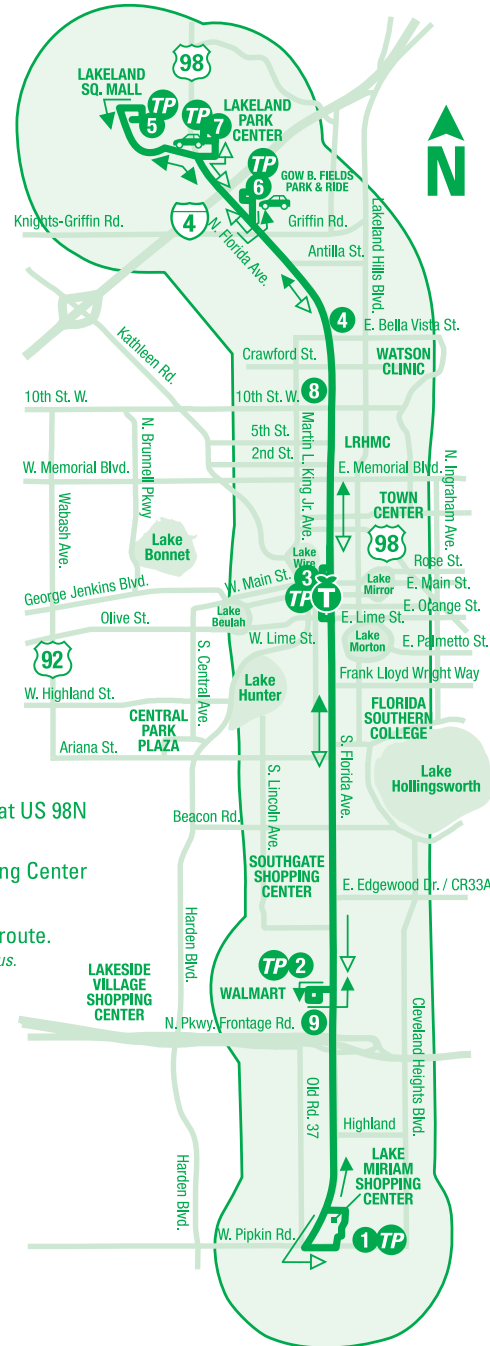 98
LAKELAND
SQ. MALL
TP
5
TP
7
LAKELAND
PARK
CENTER
TP
6
GOW B. FIELDS
PARK & RIDE
N
Knights-Griffin Rd.
4
N. Florida Ave.
Griffin Rd.
Lakeland Hills Blvd.
Antilla St.
4
E. Bella Vista St.
Kathleen Rd.
Crawford St.
WATSON
CLINIC
8
10th St. W.
10th St. W.
N. Brunnell Pkwy
5th St.
2nd St.
Martin L. King Jr. Ave.
LRHMC
W. Memorial Blvd.
E. Memorial Blvd.
N. Ingraham Ave.
Wabash Ave.
TOWN
CENTER
98
Lake
Bonnet
Lake
Wire
Rose St.
3
W. Main St.
Lake
Mirror
E. Main St.
George Jenkins Blvd.
TP
T
E. Orange St.
Olive St.
Lake
Beulah
E. Lime St.
W. Lime St.
Lake
Morton
E. Palmetto St.
92
S. Central Ave.
Frank Lloyd Wright Way
Lake
Hunter
W. Highland St.
CENTRAL
PARK
PLAZA
FLORIDA
SOUTHERN
COLLEGE
Ariana St.
S. Florida Ave.
Lake
Hollingsworth
S. Lincoln Ave.
at US 98N
Beacon Rd.
SOUTHGATE
SHOPPING
CENTER
ng Center
E. Edgewood Dr. / CR33A
Harden Blvd.
route.
us.
TP
2
LAKESIDE
VILLAGE
SHOPPING
CENTER
WALMART
N. Pkwy. Frontage Rd.
9
Cleveland Heights Blvd.
Old Rd. 37
Highland
Harden Blvd.
LAKE
MIRIAM
SHOPPING
CENTER
W. Pipkin Rd.
1
TP